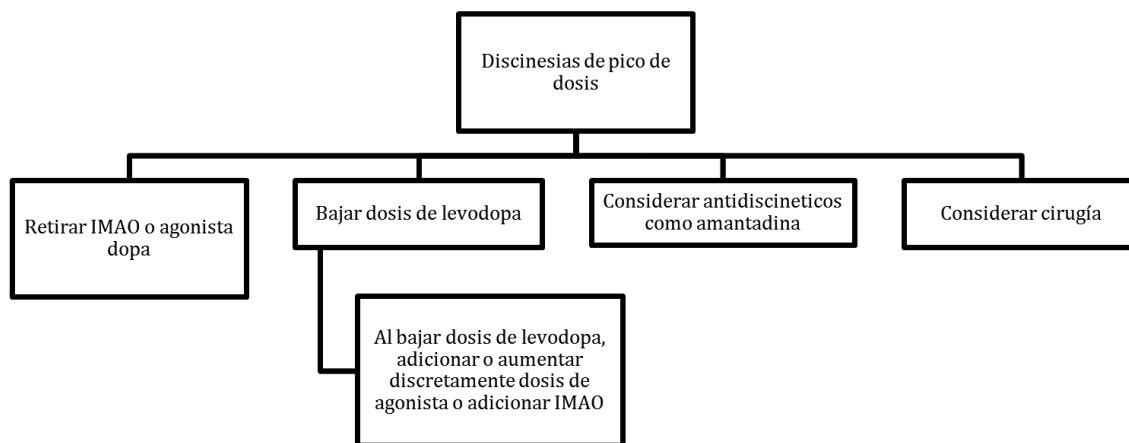 Discinesias de pico de
dosis
Retirar IMAO o agonista
dopa
Bajar dosis de levodopa
Considerar antidiscineticos
como amantadina
Considerar cirugía
Al bajar dosis de levodopa,
adicionar o aumentar
discretamente dosis de
agonista o adicionar IMAO